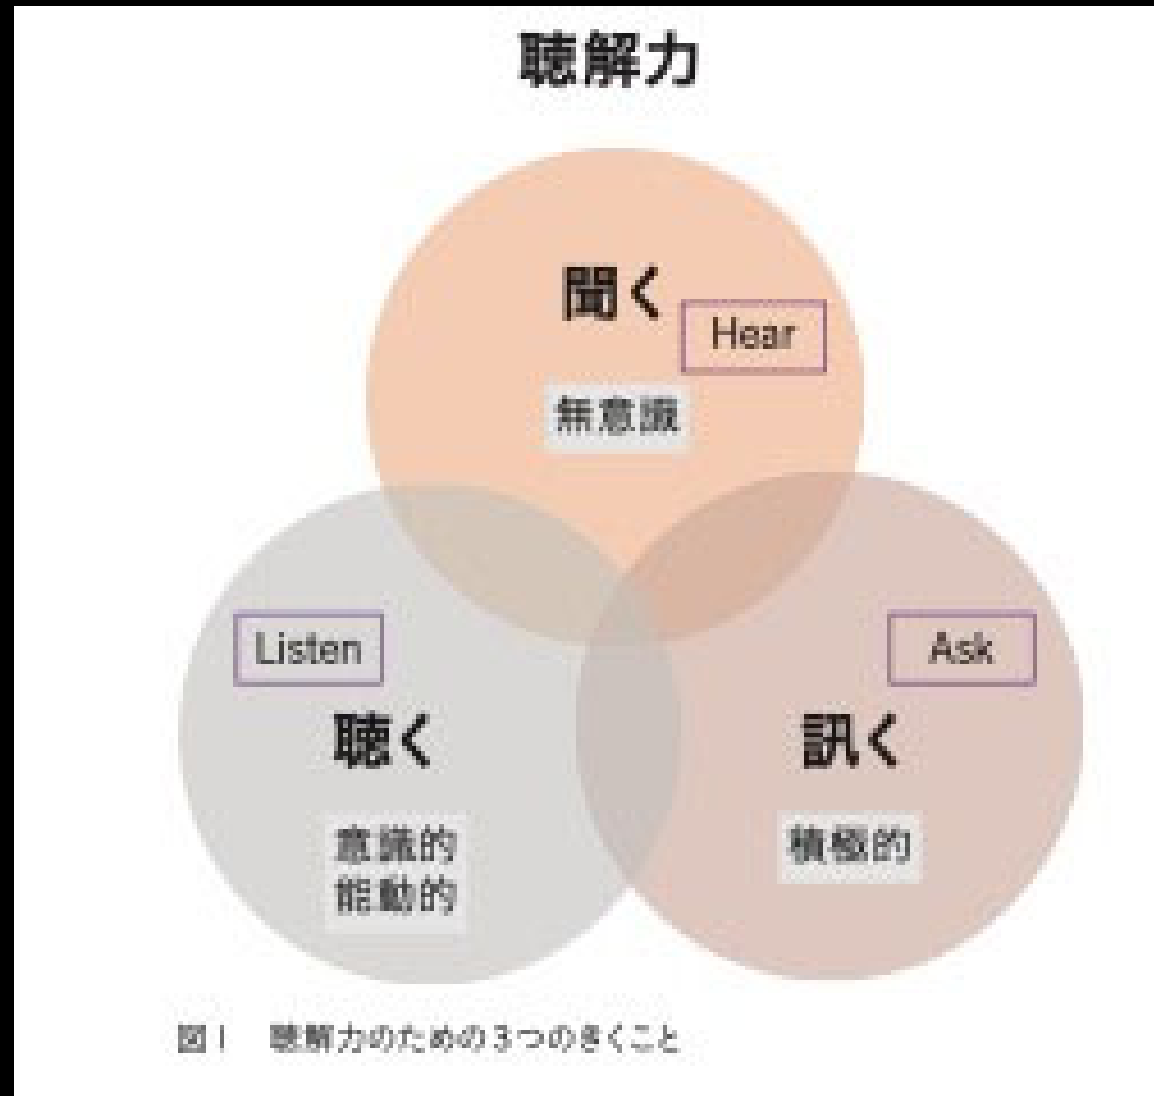 聴解力
聞く
Hear
無意識
Listen
聴く
意識的
能動的
Ask
訊く
積極的
図1 聴解力のための3つのきくこと